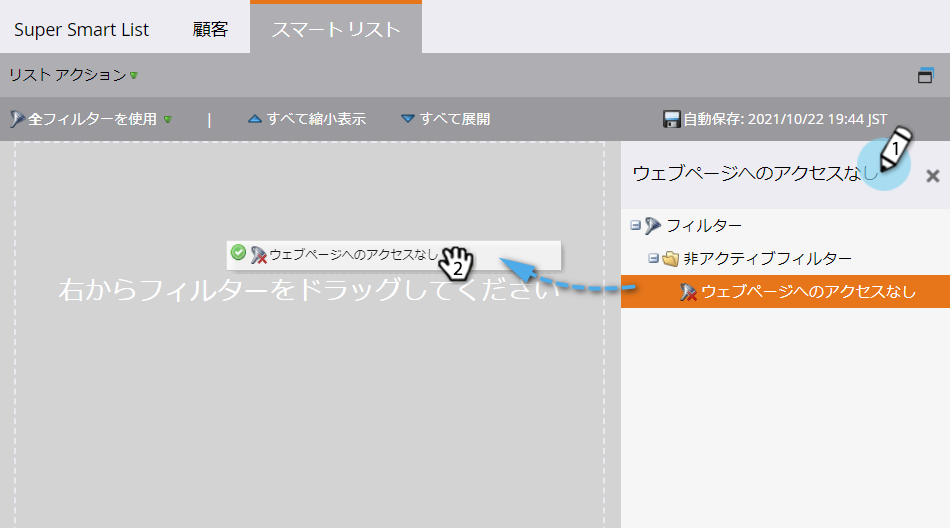 Super Smart List 顧客 スマート リスト
リスト アクション
全フィルターを使用 | すべて縮小表示 すべて展開 自動保存: 2021/10/22 19:44 JST
1
ウェブページへのアクセスなし
フィルター
ウェブページへのアクセスなし
2
非アクティブフィルター
右からフィルターをドラッグしてください
ウェブページへのアクセスなし